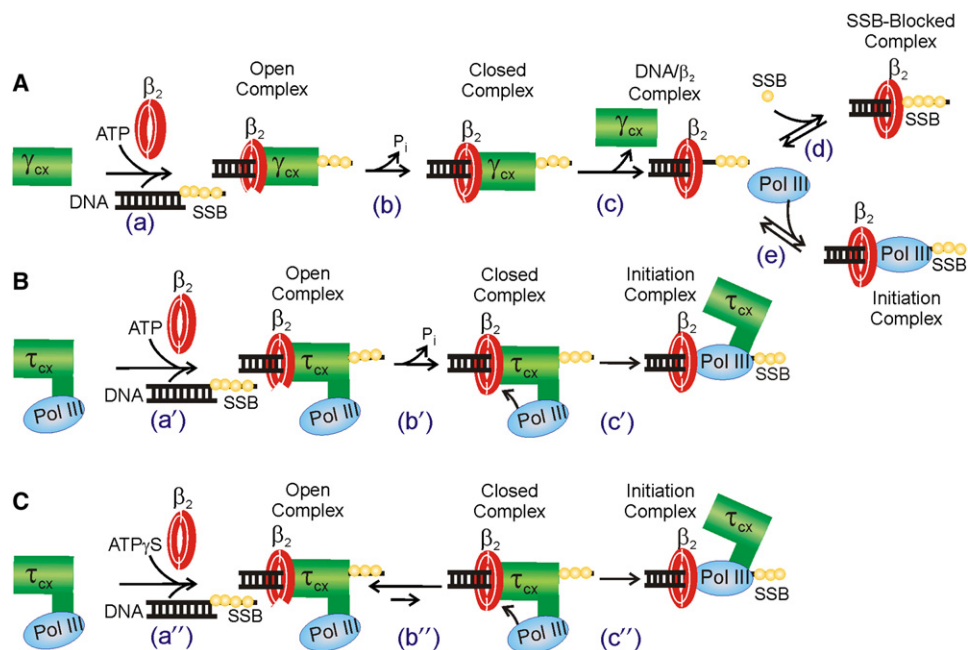 A
γcx
ATP
β2
DNA
SSB
(a)
Open
Complex
β2
γcx
Pi
(b)
Closed
Complex
β2
γcx
(c)
DNA/β2
Complex
γcx
β2
SSB
(d)
SSB-Blocked
Complex
β2
SSB
Pol III
(e)
β2
Pol III
SSB
Initiation
Complex
B
τcx
Pol III
ATP
β2
DNA
SSB
(a′)
Open
Complex
β2
τcx
Pol III
Pi
(b′)
Closed
Complex
β2
τcx
Pol III
(c′)
Initiation
Complex
τcx
β2
Pol III
SSB
C
τcx
Pol III
ATPγS
β2
DNA
SSB
(a′′)
Open
Complex
β2
τcx
Pol III
(b′′)
Closed
Complex
β2
τcx
Pol III
(c′′)
Initiation
Complex
τcx
β2
Pol III
SSB